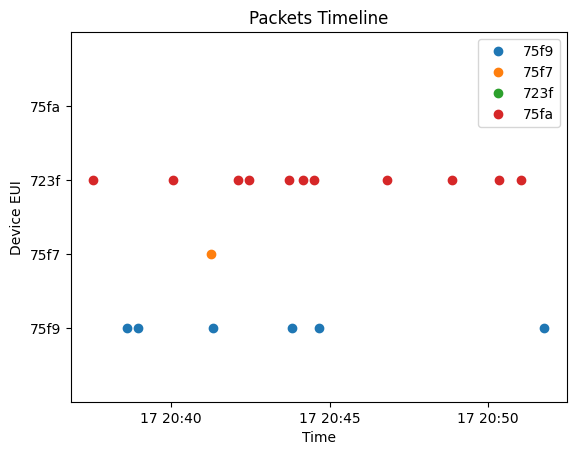 Packets Timeline
75f9
75f7
723f
75fa
75fa
723f
75f7
75f9
Device EUI
17 20:40
17 20:45
17 20:50
Time